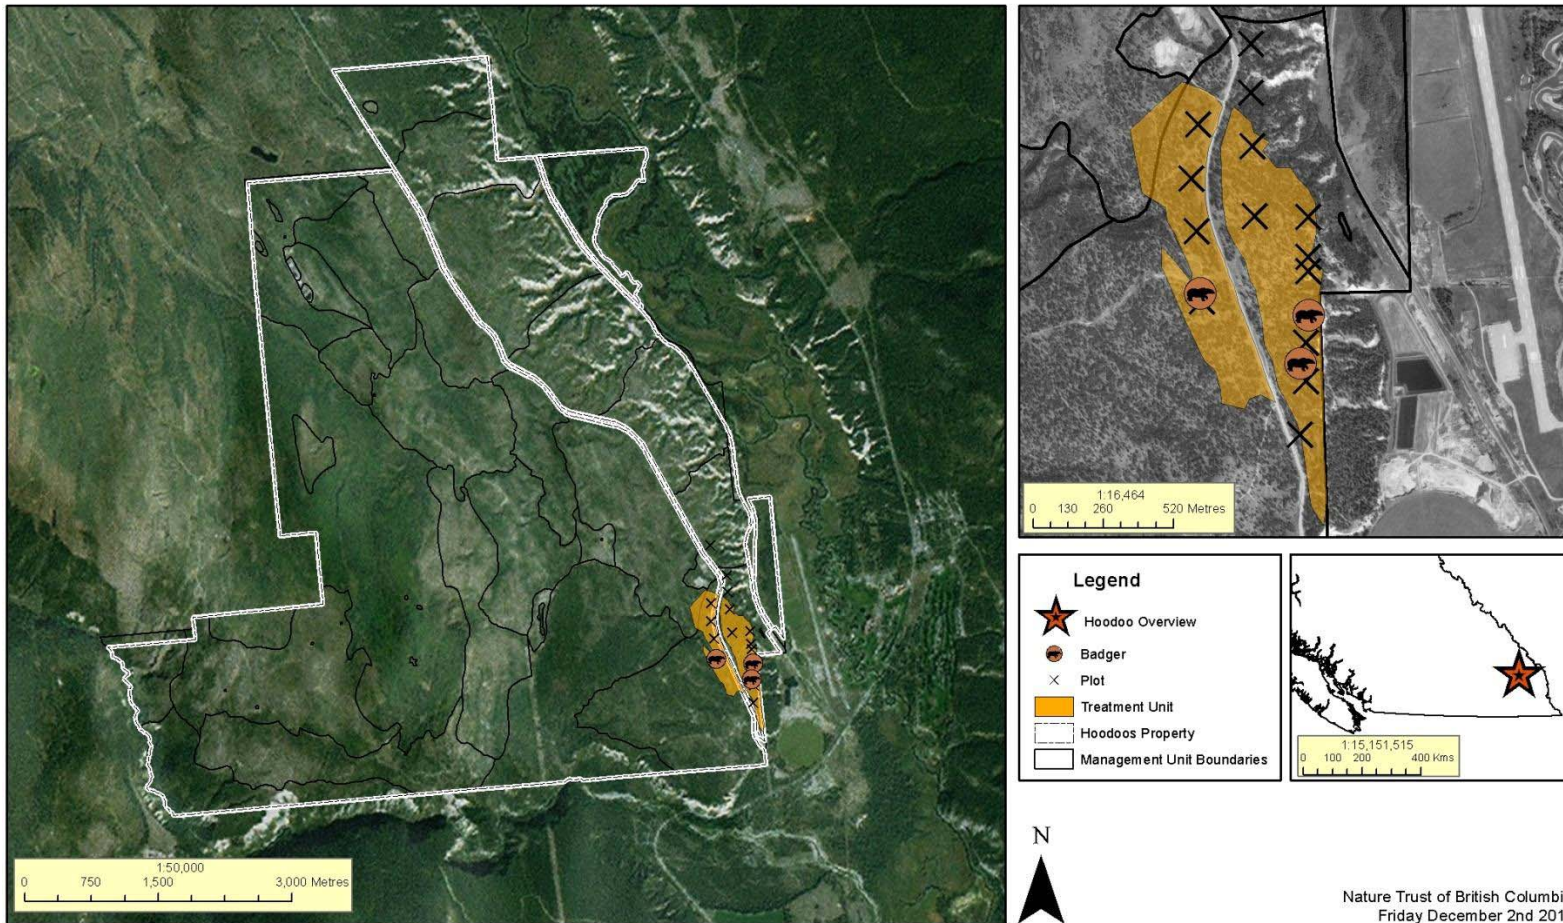 1:50,000
0 750 1,500 3,000 Metres
1:16,464
0 130 260 520 Metres
Legend
Hoodoo Overview
Badger
Plot
Treatment Unit
Hoodoos Property
Management Unit Boundaries
1:15,151,515
0 100 200 400 Kms
N
Nature Trust of British Columbi
Friday December 2nd 201